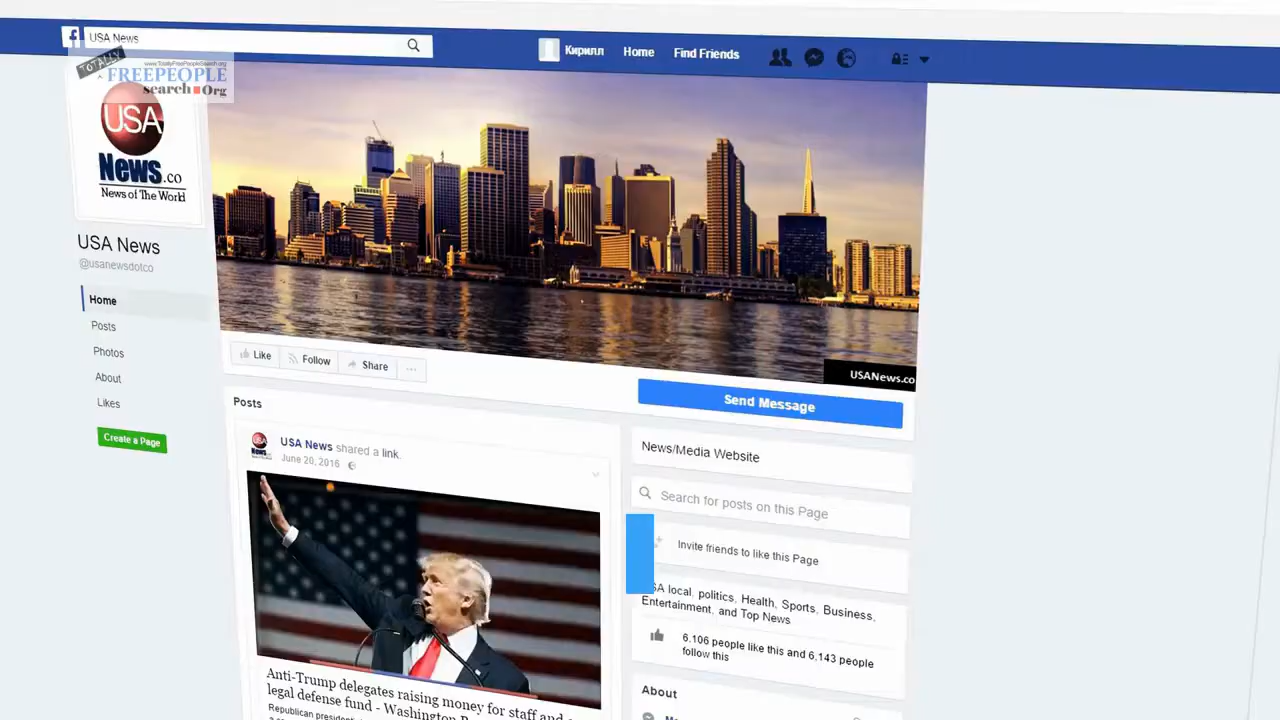 USA News
Кирилл
Home
Find Friends
TOTALLY
www.TotallyFreePeopleSearch.org
FREEPEOPLE
search.Org
USA
News.co
News of The World
USA News
@usanewsdotco
Home
Posts
Photos
About
Likes
Create a Page
USANews.co
Like
Follow
Share
Send Message
Posts
USA News shared a link.
June 20, 2016
Anti-Trump delegates raising money for staff and
legal defense fund - Washington
Republican
News/Media Website
Search for posts on this Page
Invite friends to like this Page
SA local, politics, Health, Sports, Business,
Entertainment, and Top News
6,106 people like this and 6,143 people
follow this
About